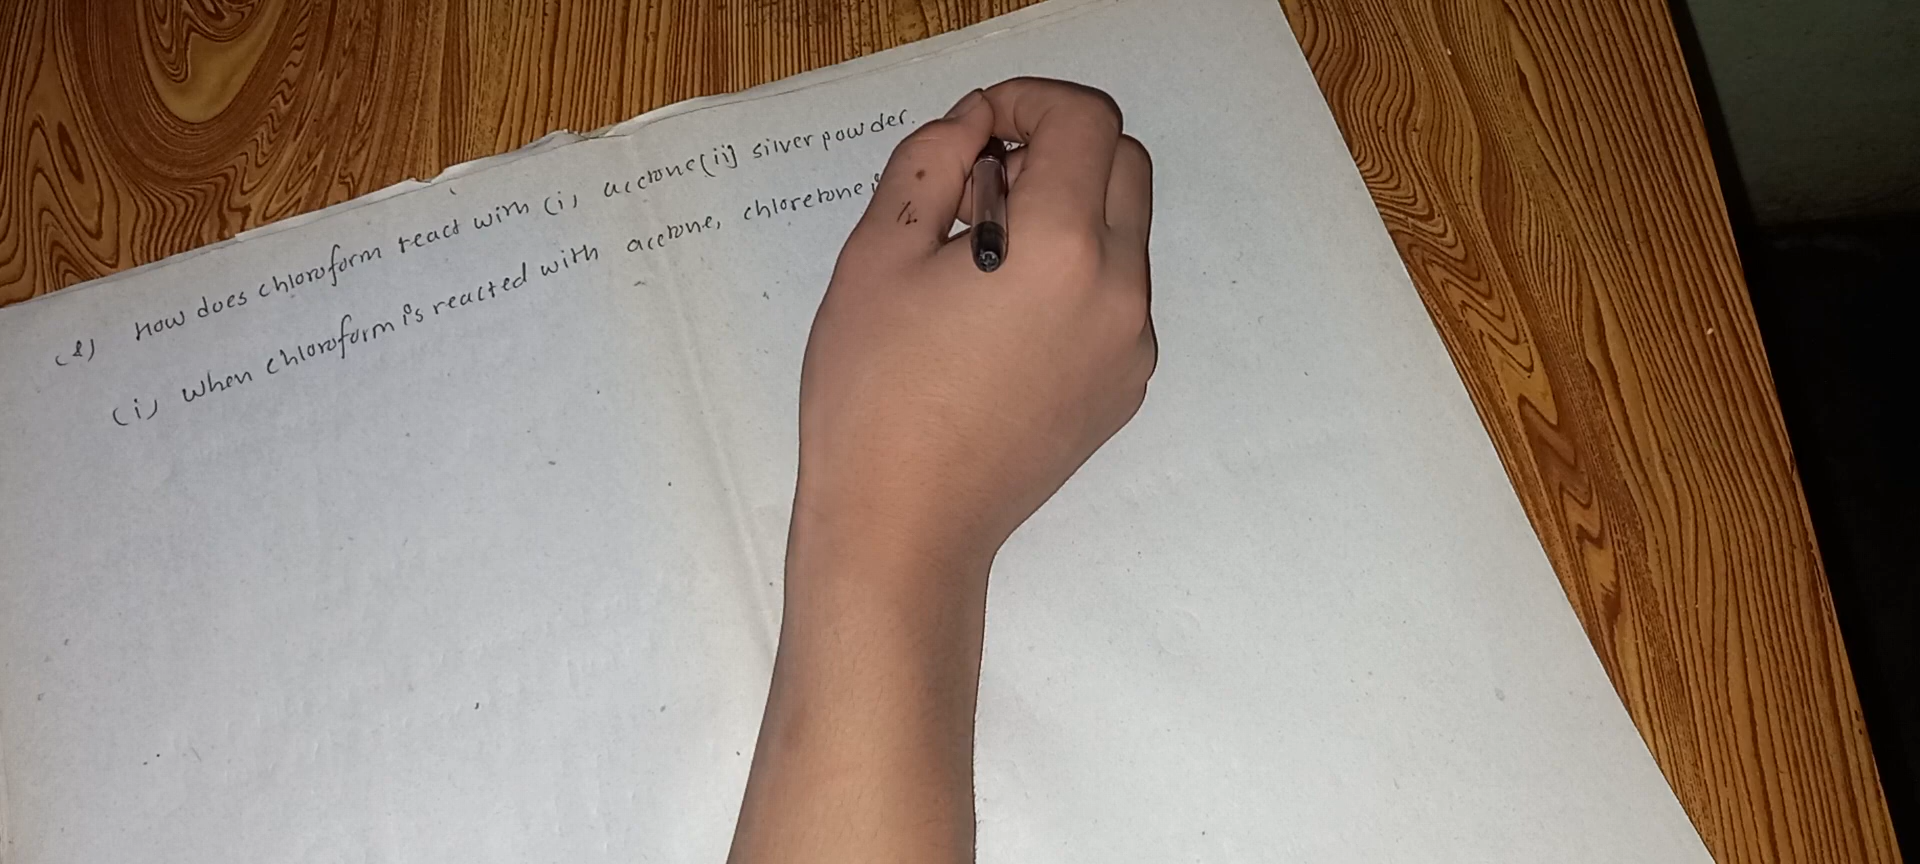 (2) How does chloroform react with (i) acetone (ii) silver powder.
(i) When chloroform is reacted with acetone, chloretone